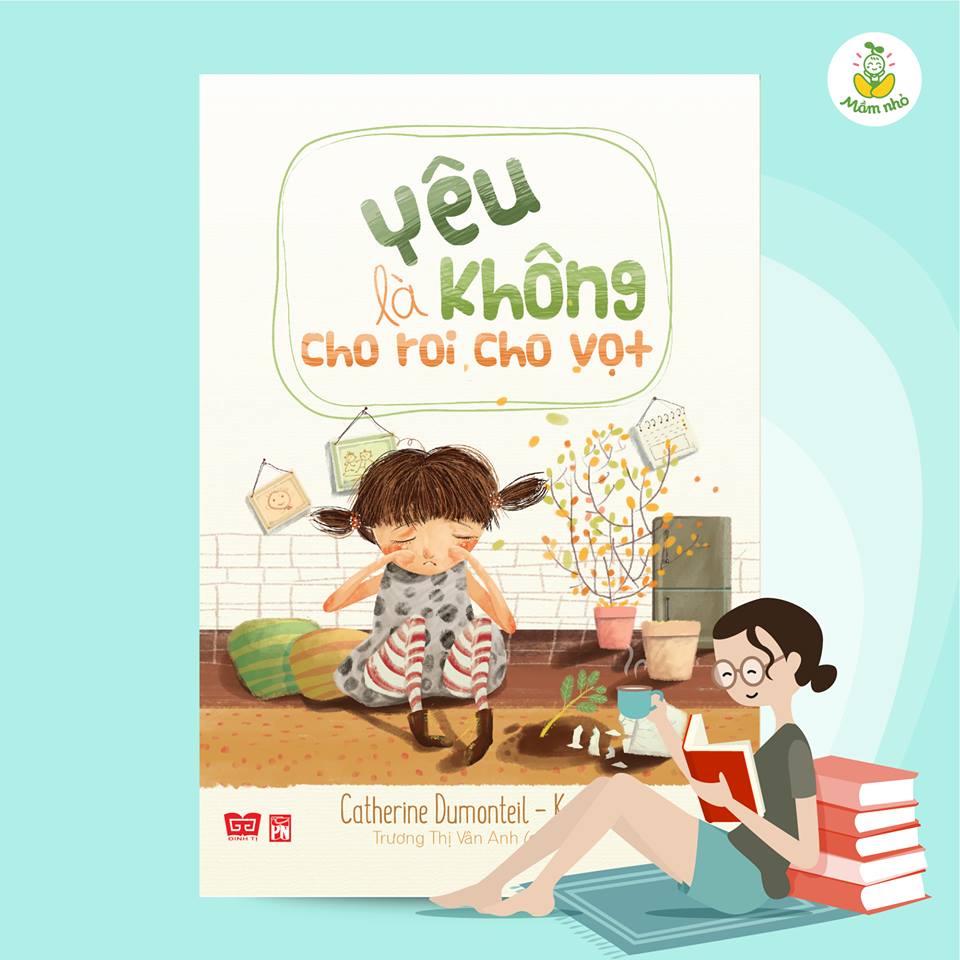 Mầm nhỏ
yêu
là không
cho roi, cho vọt
Catherine Dumonteil – K
Trương Thị Vân Anh
ĐINH TỊ
PN